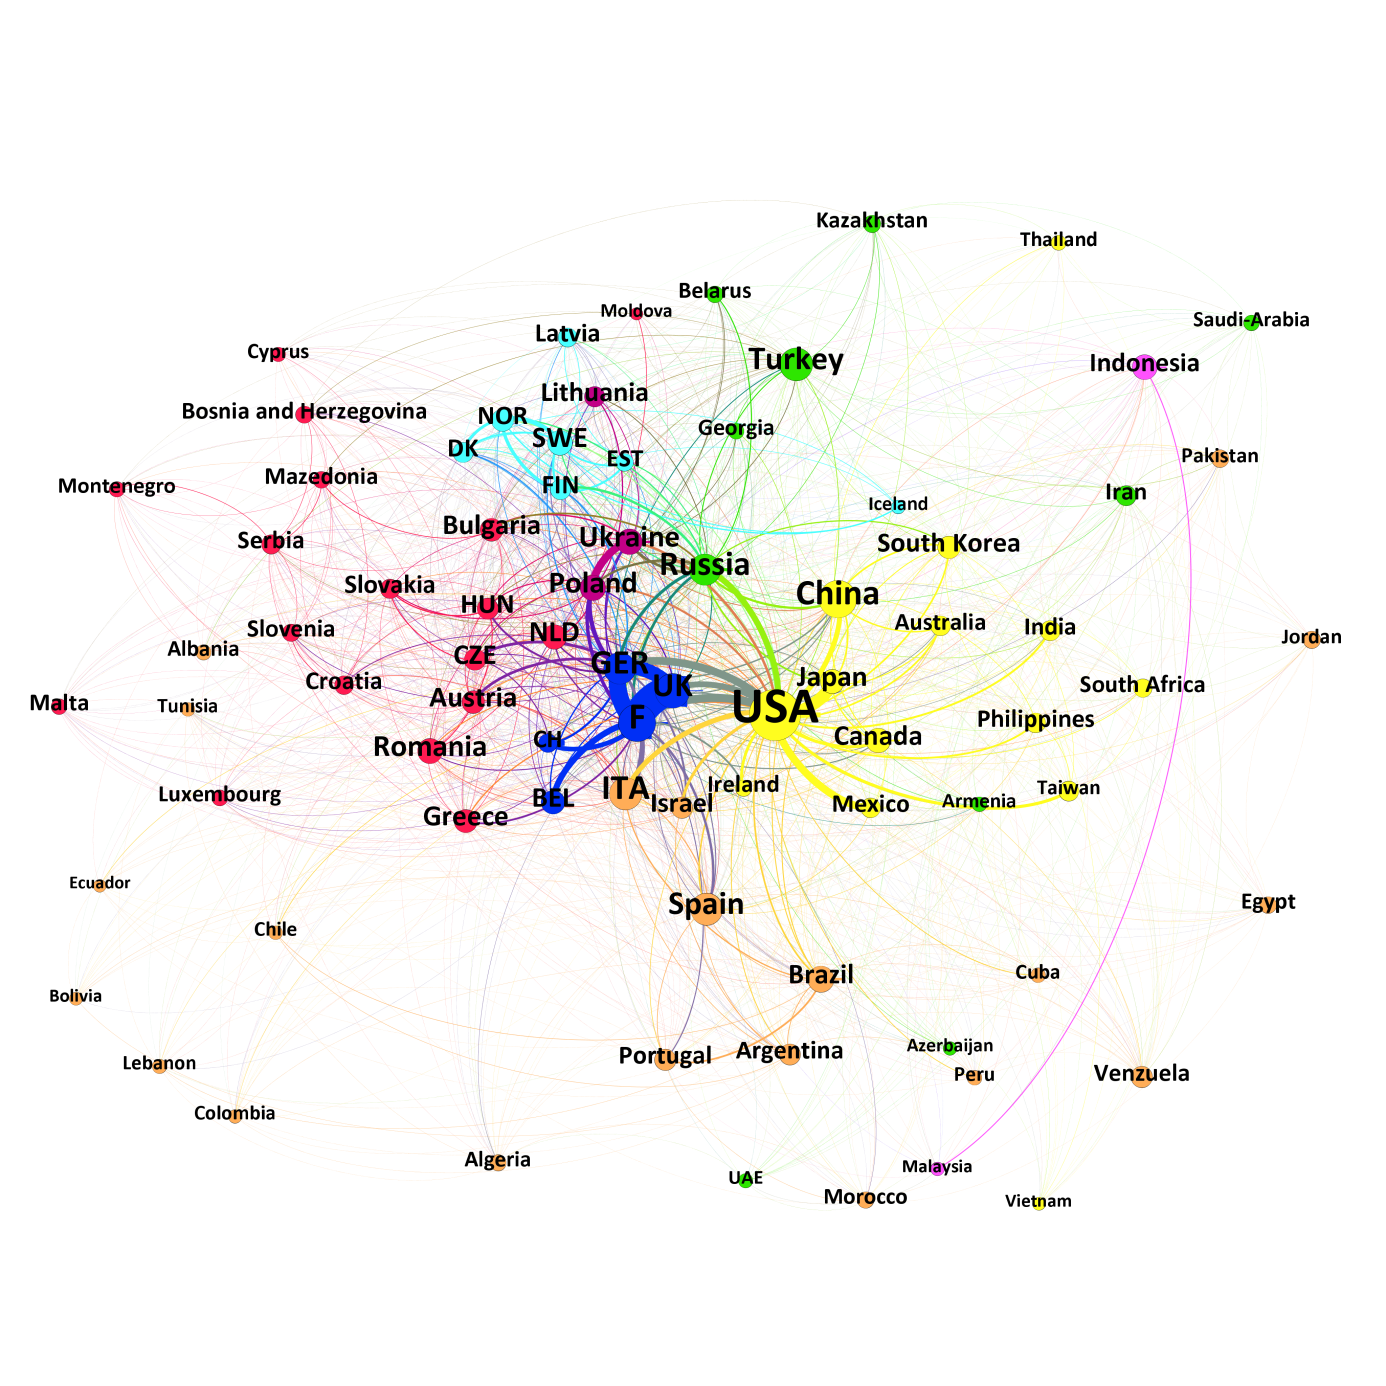 Kazakhstan
Thailand
Belarus
Moldova
Saudi-Arabia
Latvia
Cyprus
Turkey
Indonesia
Lithuania
Bosnia and Herzegovina
NOR
Georgia
SWE
DK
EST
Pakistan
Mazedonia
Montenegro
FIN
Iran
Iceland
Bulgaria
Serbia
Ukraine
South Korea
Russia
Slovakia
Poland
China
HUN
Slovenia
NLD
Australia
India
Jordan
Albania
CZE
GER
Croatia
Japan
UK
South Africa
Austria
Malta
Tunisia
USA
F
Philippines
Romania
CH
Canada
Luxembourg
BEL
ITA
Israel
Ireland
Mexico
Armenia
Taiwan
Greece
Ecuador
Spain
Egypt
Chile
Brazil
Cuba
Bolivia
Azerbaijan
Portugal
Argentina
Lebanon
Peru
Venzuela
Colombia
Algeria
Malaysia
UAE
Morocco
Vietnam